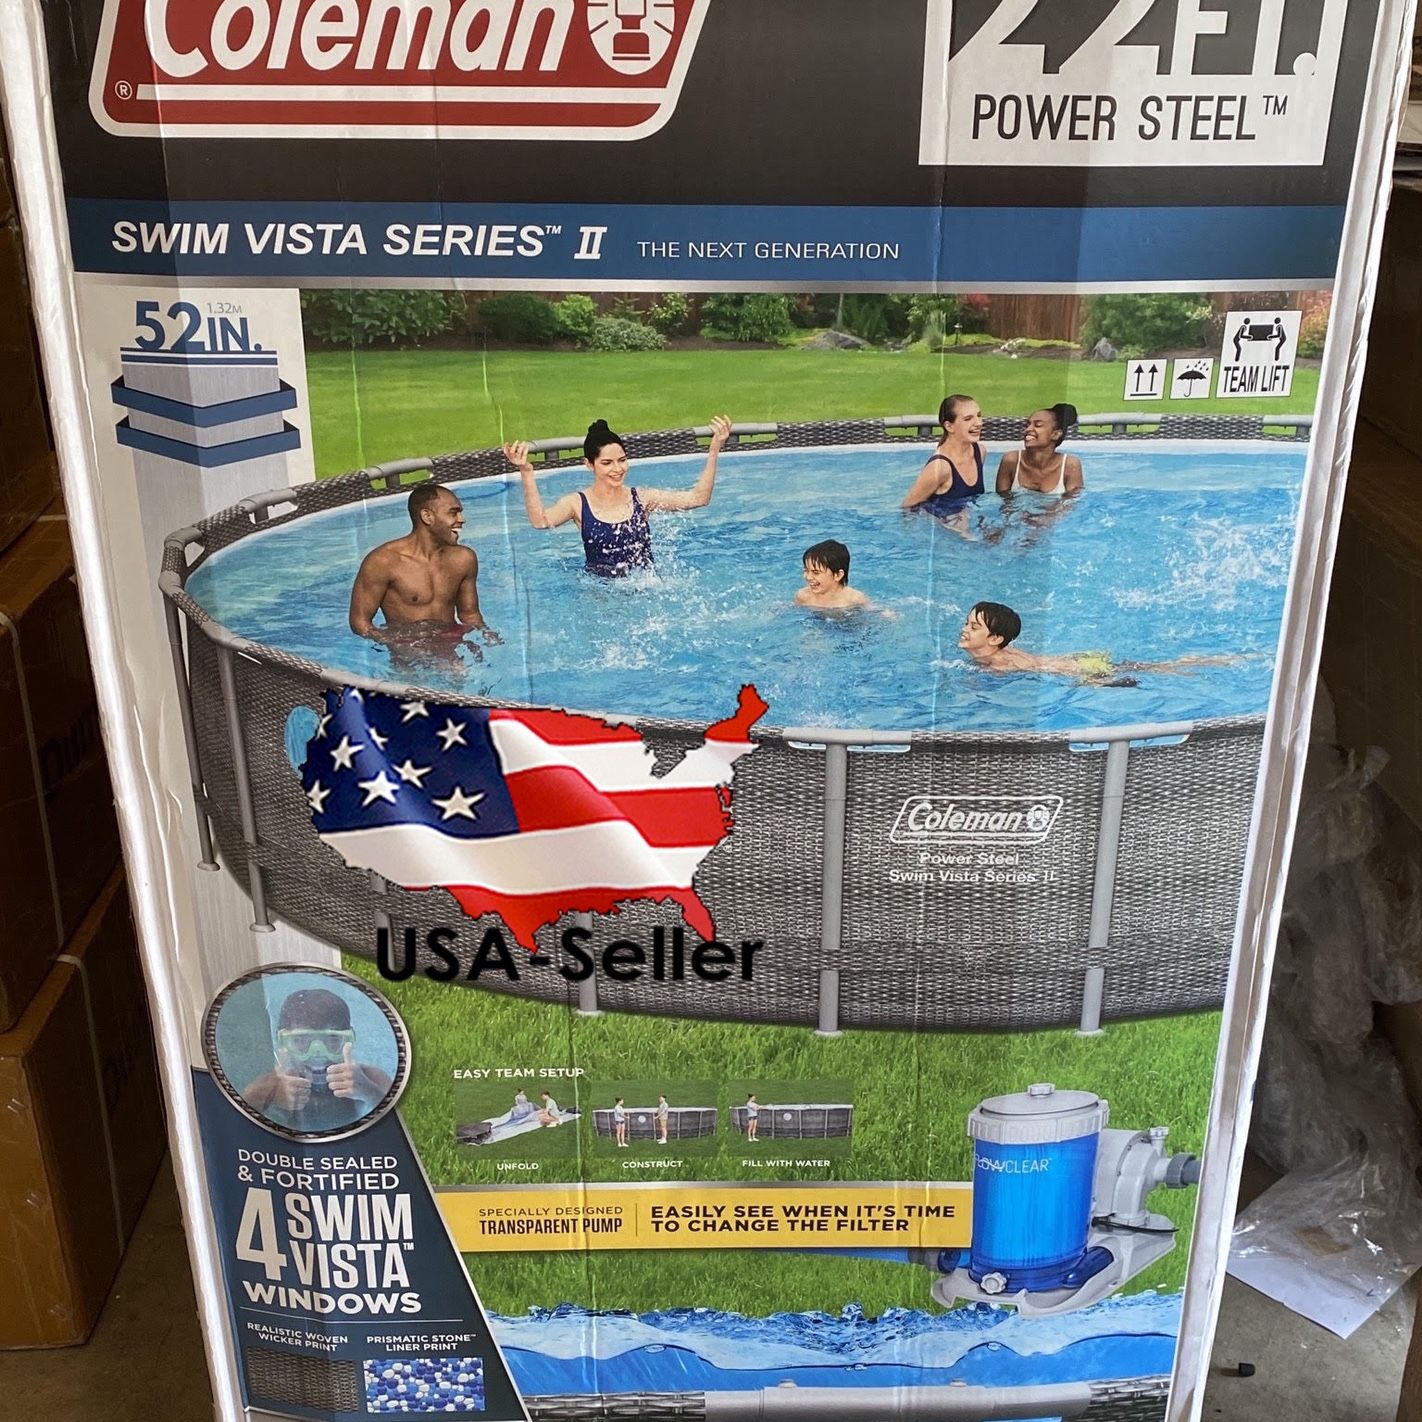 Coleman
®
22FT.
POWER STEEL™
SWIM VISTA SERIES™ II THE NEXT GENERATION
1.32M
52IN.
TEAM LIFT
Coleman
Power Steel
Swim Vista Series II
USA-Seller
EASY TEAM SETUP
UNFOLD
CONSTRUCT
FILL WITH WATER
FLOWCLEAR™
SPECIALLY DESIGNED
TRANSPARENT PUMP
EASILY SEE WHEN IT'S TIME
TO CHANGE THE FILTER
DOUBLE SEALED
& FORTIFIED
4 SWIM
VISTA™
WINDOWS
REALISTIC WOVEN
WICKER PRINT
PRISMATIC STONE™
LINER PRINT